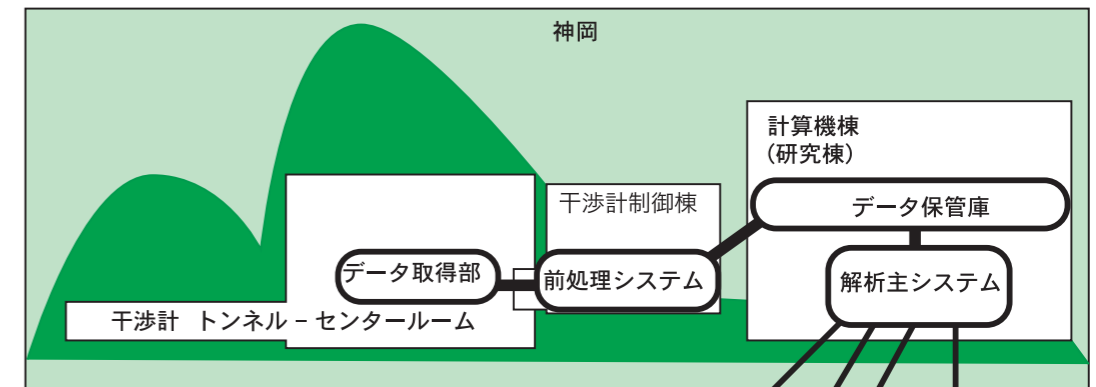 神岡
計算機棟
(研究棟)
干渉計制御棟
データ保管庫
データ取得部
前処理システム
解析主システム
干渉計 トンネル－センタールーム